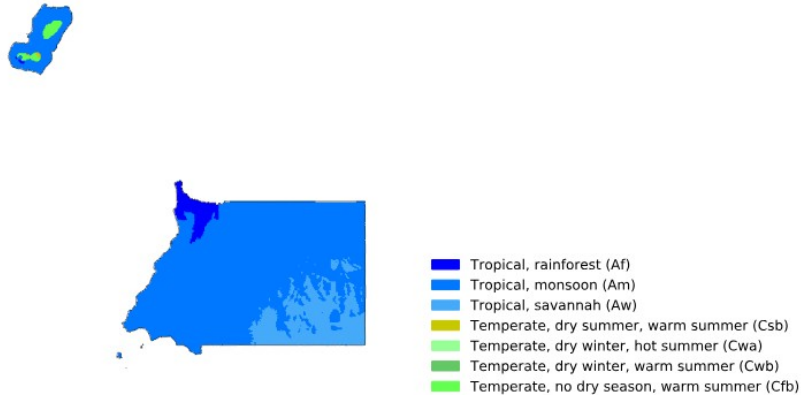 Tropical, rainforest (Af)
Tropical, monsoon (Am)
Tropical, savannah (Aw)
Temperate, dry summer, warm summer (Csb)
Temperate, dry winter, hot summer (Cwa)
Temperate, dry winter, warm summer (Cwb)
Temperate, no dry season, warm summer (Cfb)